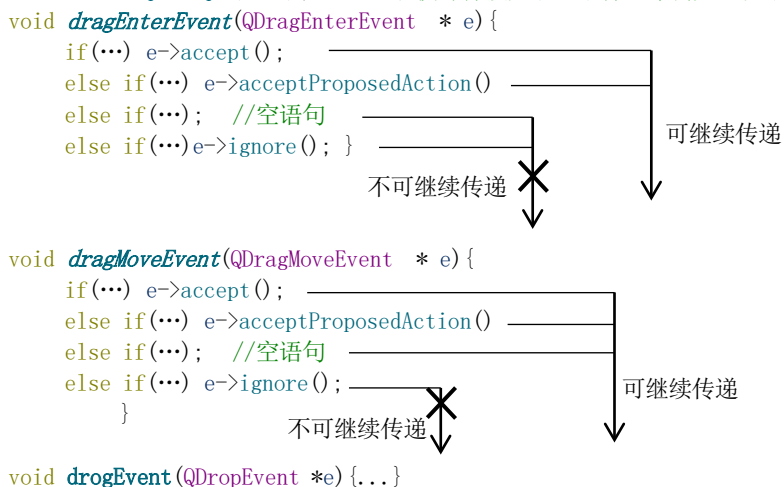 void dragEnterEvent(QDragEnterEvent * e){
if(…) e->accept();
else if(…) e->acceptProposedAction()
else if(…); //空语句
else if(…)e->ignore(); }
可继续传递
不可继续传递
void dragMoveEvent(QDragMoveEvent * e){
if(…) e->accept();
else if(…) e->acceptProposedAction()
else if(…); //空语句
else if(…) e->ignore();
}
可继续传递
不可继续传递
void drogEvent(QDropEvent *e){...}